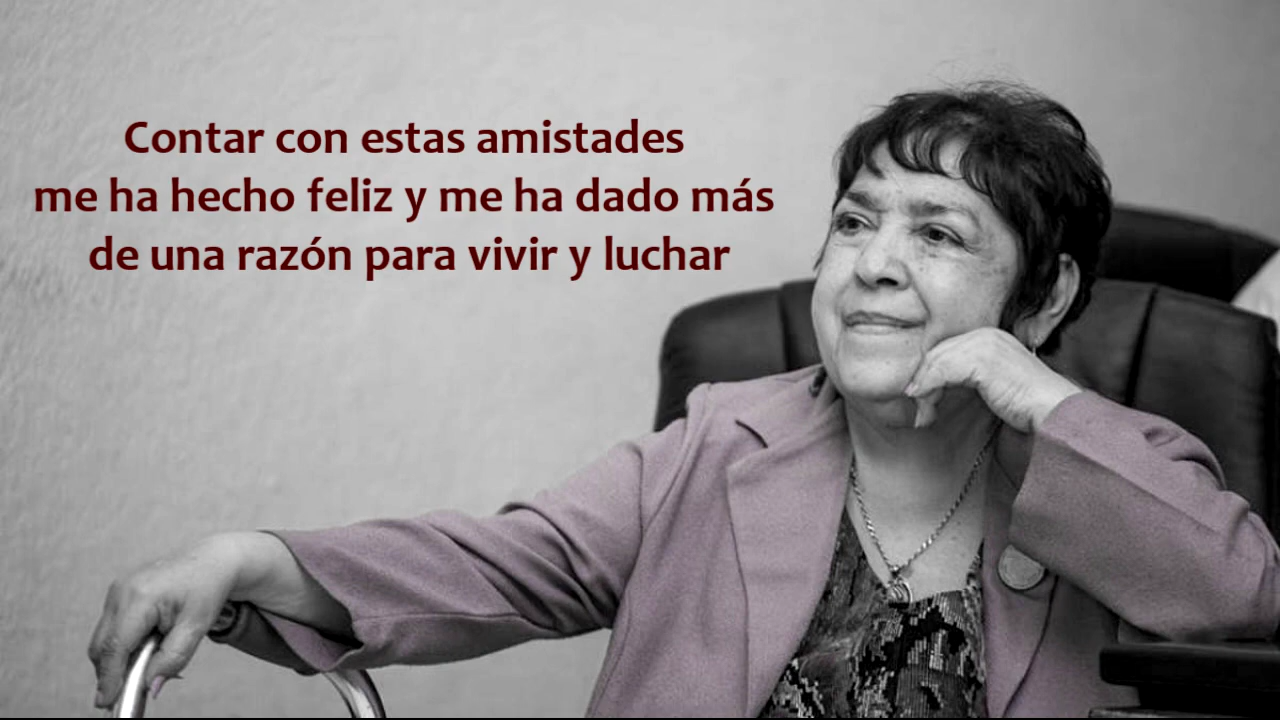 Contar con estas amistades
me ha hecho feliz y me ha dado más
de una razón para vivir y luchar